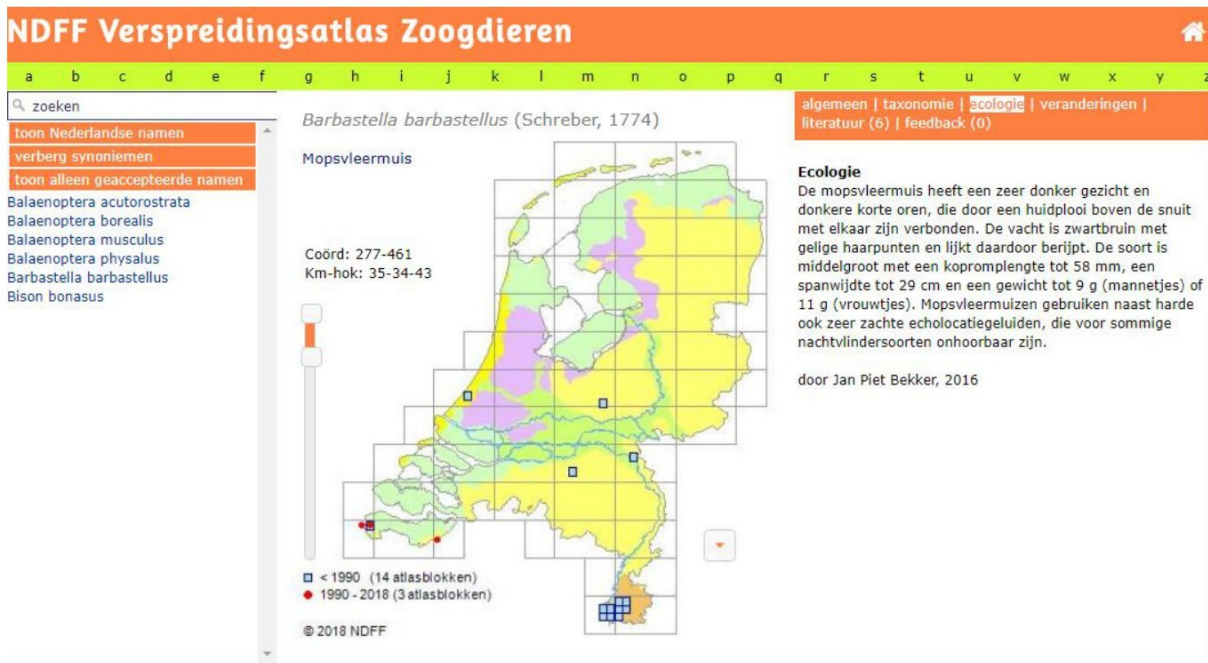 NDFF Verspreidingsatlas Zoogdieren
a b c d e f g h i j k l m n o p q r s t u v w x y z
zoeken
toon Nederlandse namen
verberg synoniemen
toon alleen geaccepteerde namen
Balaenoptera acutorostrata
Balaenoptera borealis
Balaenoptera musculus
Balaenoptera physalus
Barbastella barbastellus
Bison bonasus
Barbastella barbastellus (Schreber, 1774)
Mopsvleermuis
Coörd: 277-461
Km-hok: 35-34-43
< 1990 (14 atlasblokken)
1990 - 2018 (3 atlasblokken)
© 2018 NDFF
algemeen | taxonomie | ecologie | veranderingen |
literatuur (6) | feedback (0)
Ecologie
De mopsvleermuis heeft een zeer donker gezicht en
donkere korte oren, die door een huidplooi boven de snuit
met elkaar zijn verbonden. De vacht is zwartbruin met
gelige haarpunten en lijkt daardoor berijpt. De soort is
middelgroot met een kopromplengte tot 58 mm, een
spanwijdte tot 29 cm en een gewicht tot 9 g (mannetjes) of
11 g (vrouwtjes). Mopsvleermuizen gebruiken naast harde
ook zeer zachte echolocatiegeluiden, die voor sommige
nachtvlindersoorten onhoorbaar zijn.
door Jan Piet Bekker, 2016